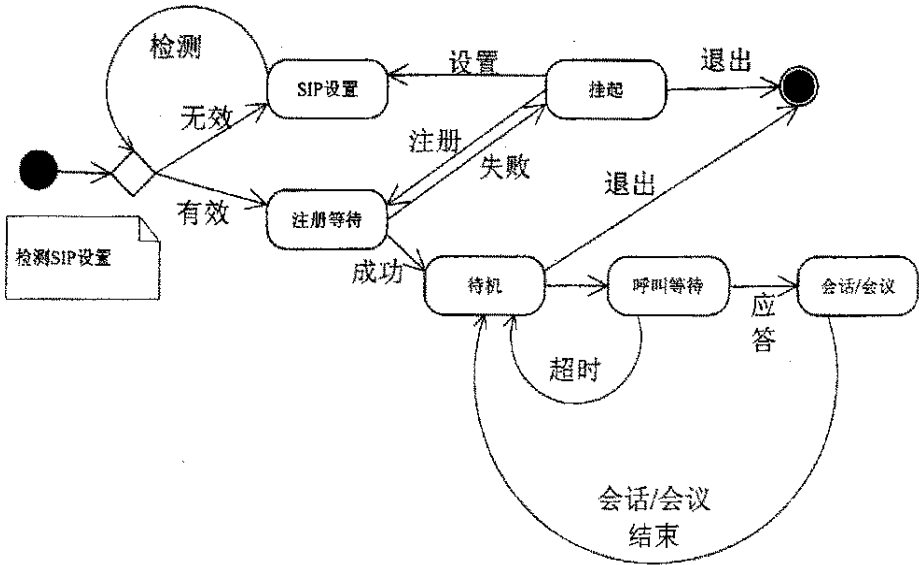 检测
SIP设置
设置
挂起
退出
无效
注册
失败
退出
有效
注册等待
检测SIP设置
成功
待机
呼叫等待
应
答
会话/会议
超时
会话/会议
结束